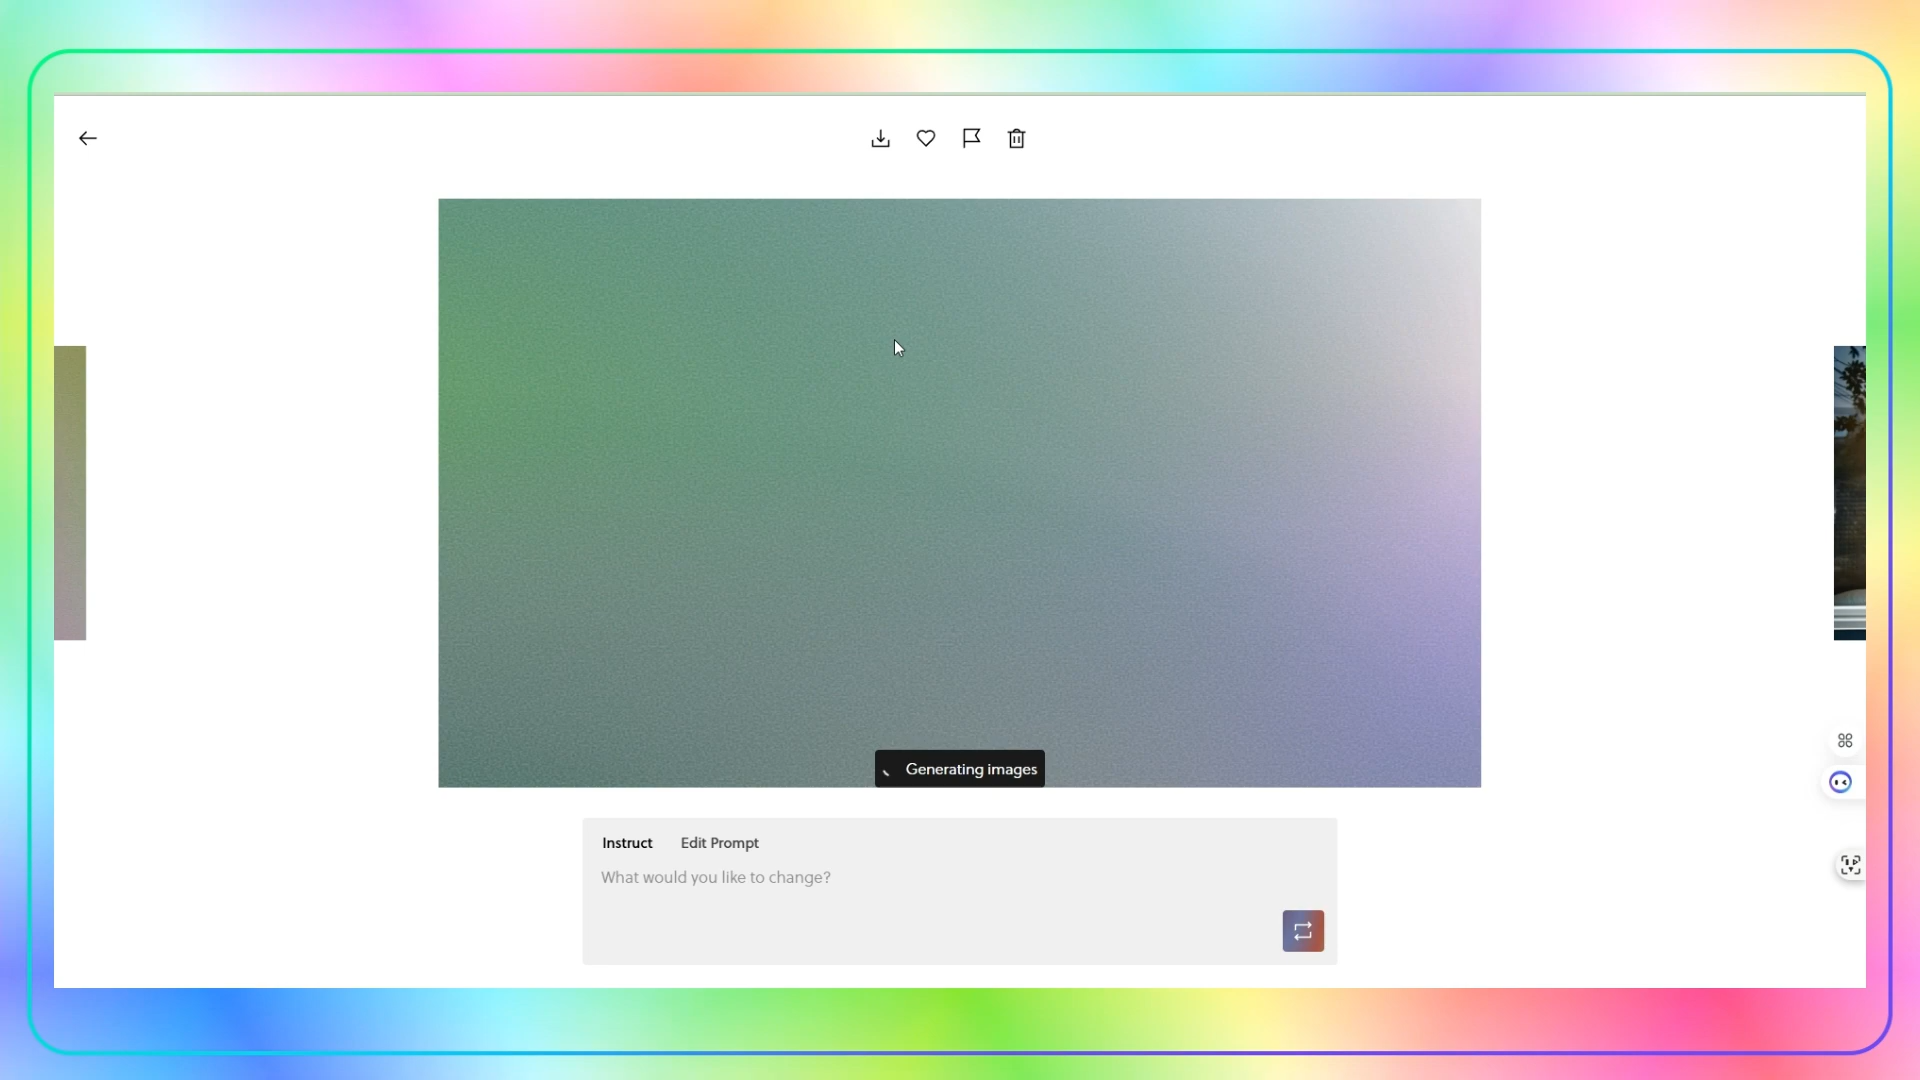 Generating images
Instruct Edit Prompt
What would you like to change?